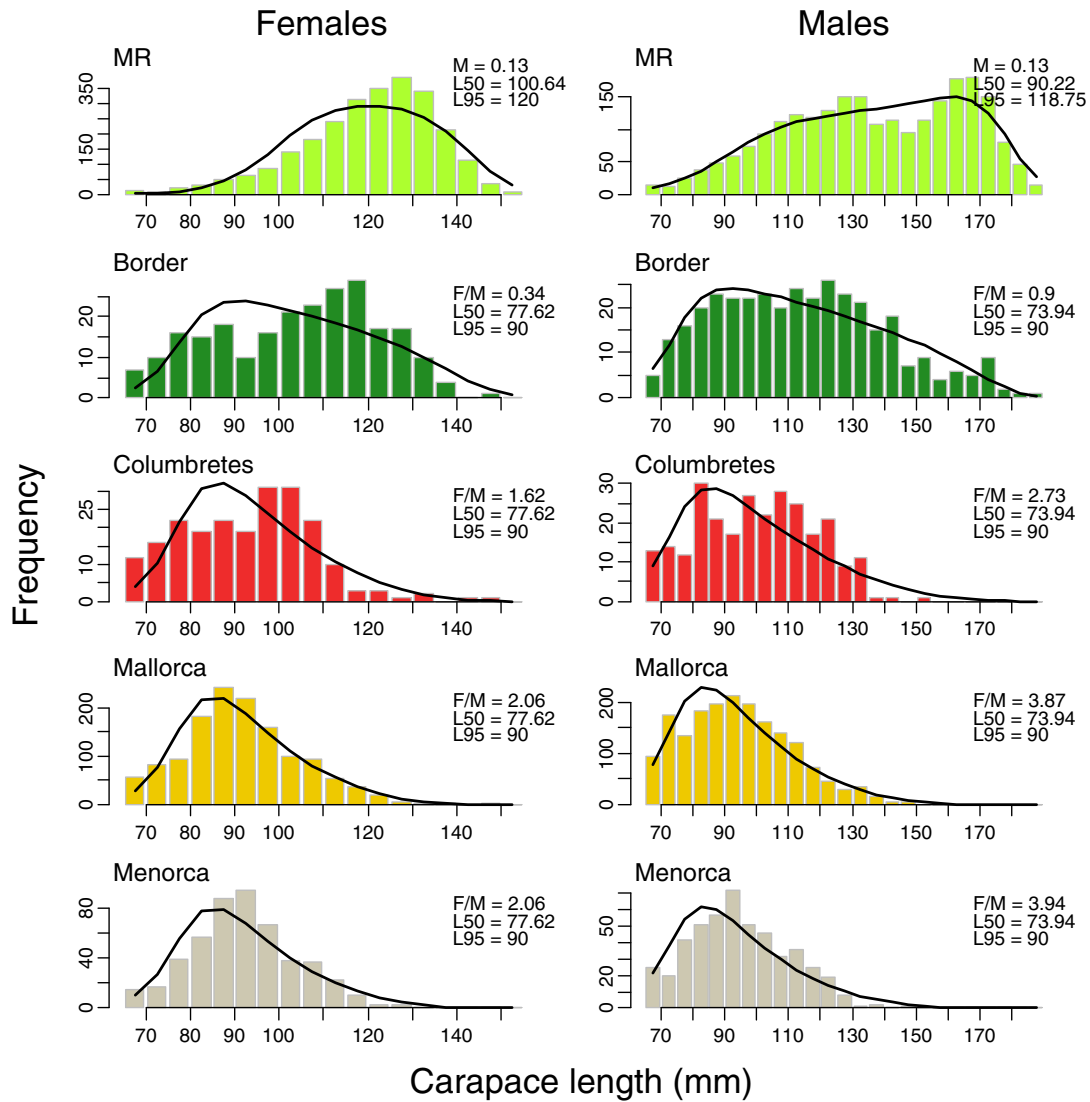 Females
Males
MR
M = 0.13
L50 = 100.64
L95 = 120
0
150
350
70 80 90 100 120 140
MR
M = 0.13
L50 = 90.22
L95 = 118.75
0
50
150
70 90 110 130 150 170
Border
F/M = 0.34
L50 = 77.62
L95 = 90
0
10
20
70 80 90 100 120 140
Border
F/M = 0.9
L50 = 73.94
L95 = 90
0
10
20
70 90 110 130 150 170
Columbretes
F/M = 1.62
L50 = 77.62
L95 = 90
0
10
25
70 80 90 100 120 140
Columbretes
F/M = 2.73
L50 = 73.94
L95 = 90
0
10
20
30
70 90 110 130 150 170
Mallorca
F/M = 2.06
L50 = 77.62
L95 = 90
0
100
200
70 80 90 100 120 140
Mallorca
F/M = 3.87
L50 = 73.94
L95 = 90
0
100
200
70 90 110 130 150 170
Menorca
F/M = 2.06
L50 = 77.62
L95 = 90
0
40
80
70 80 90 100 120 140
Menorca
F/M = 3.94
L50 = 73.94
L95 = 90
0
20
50
70 90 110 130 150 170
Frequency
Carapace length (mm)